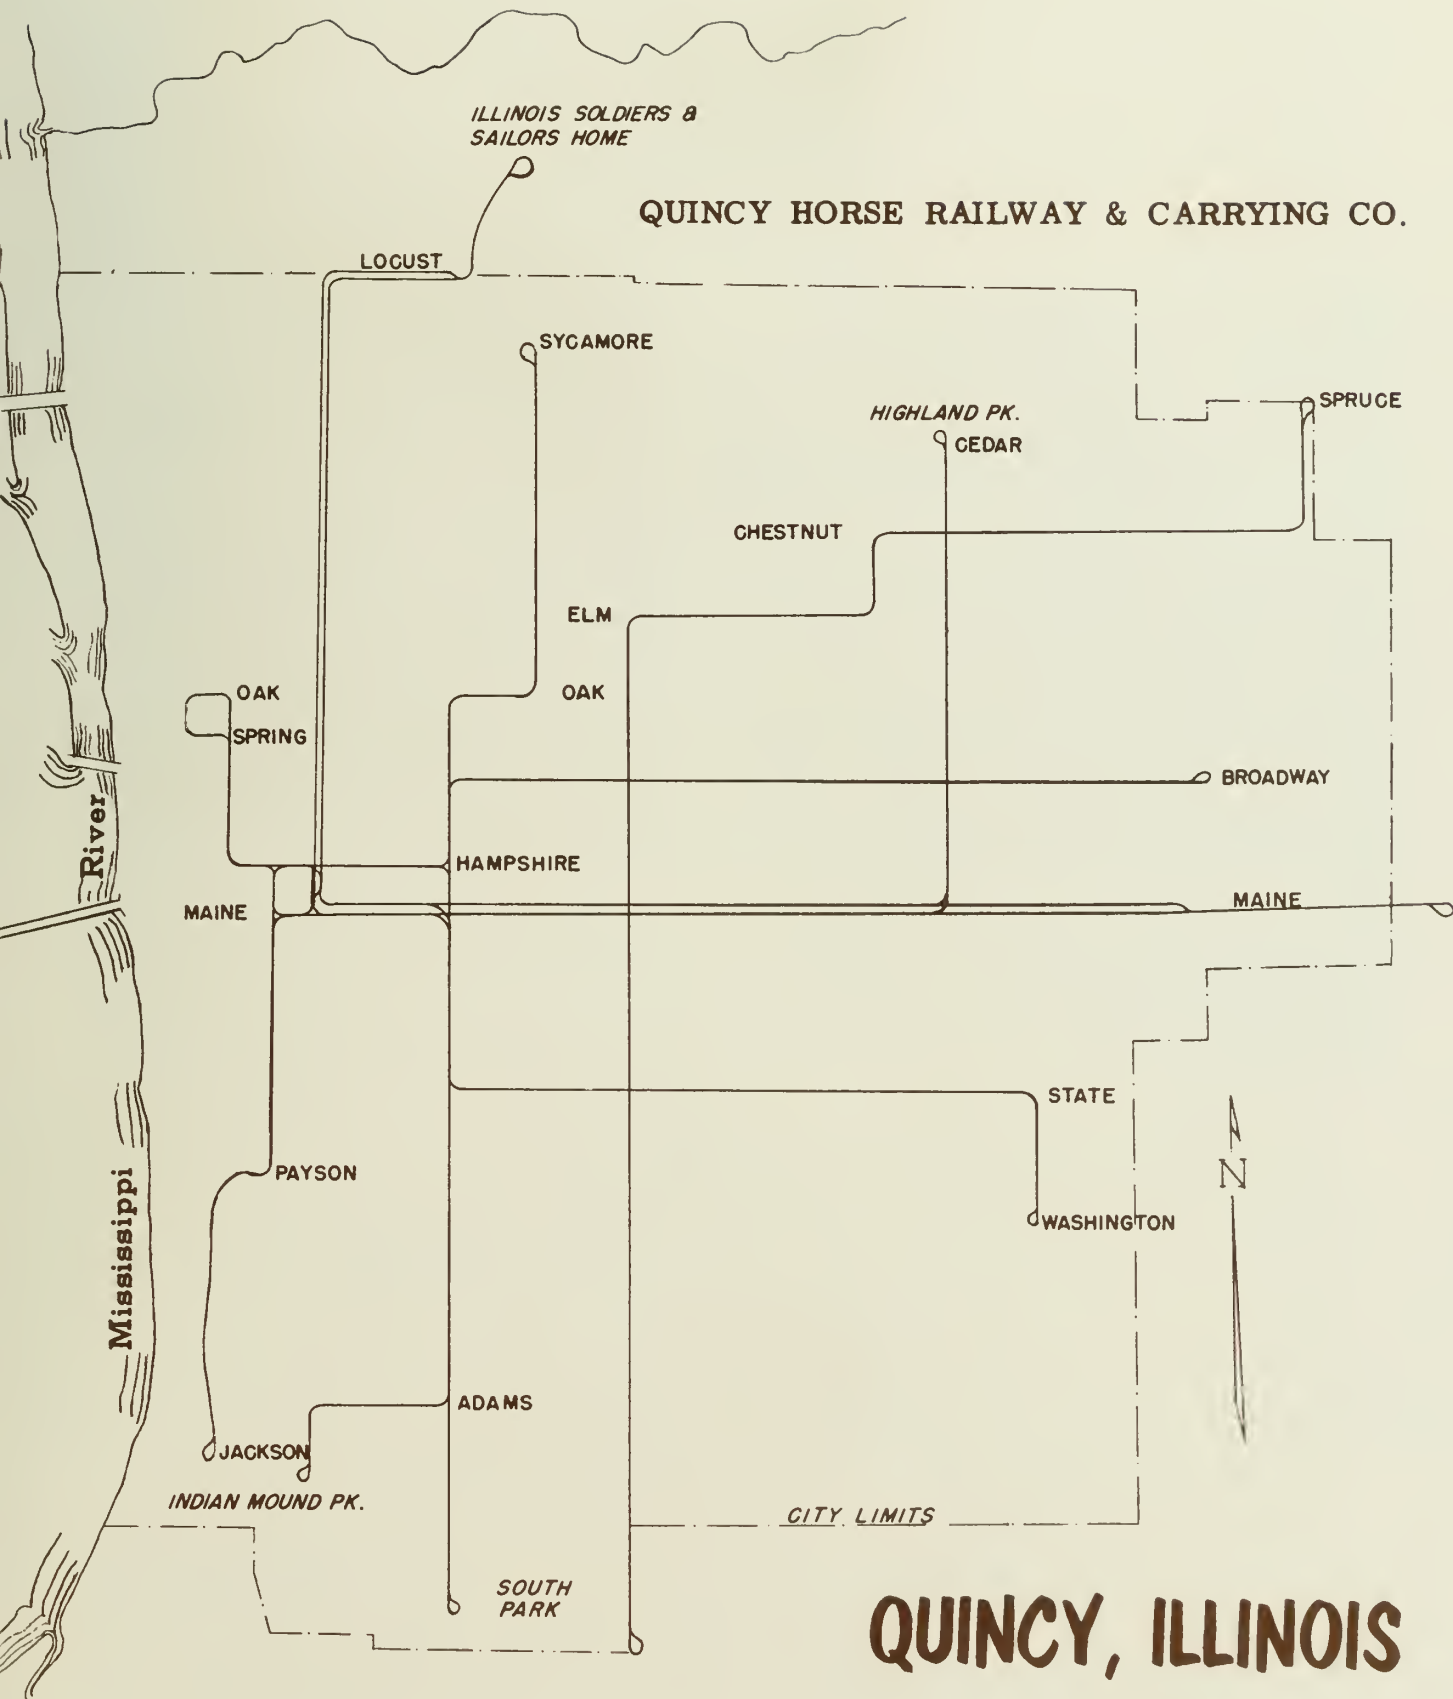 ILLINOIS SOLDIERS &
SAILORS HOME
QUINCY HORSE RAILWAY & CARRYING CO.
LOCUST
SYCAMORE
SPRUCE
HIGHLAND PK.
CEDAR
CHESTNUT
ELM
OAK
OAK
SPRING
BROADWAY
River
HAMPSHIRE
MAINE
MAINE
STATE
N
PAYSON
WASHINGTON
Mississippi
ADAMS
JACKSON
INDIAN MOUND PK.
CITY LIMITS
SOUTH
PARK
QUINCY, ILLINOIS